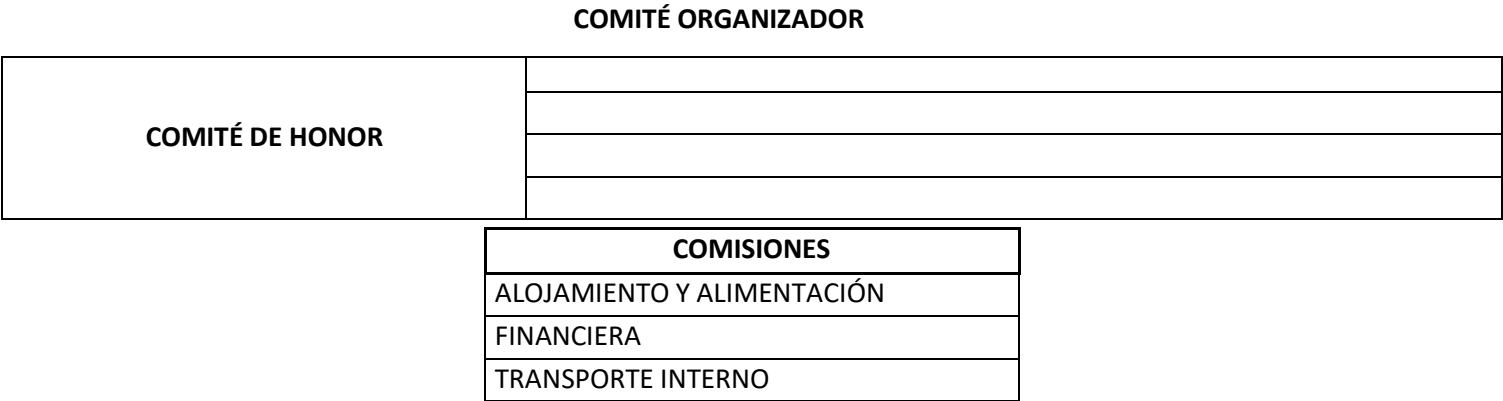 COMITÉ ORGANIZADOR
COMITÉ DE HONOR
COMISIONES
ALOJAMIENTO Y ALIMENTACIÓN
FINANCIERA
TRANSPORTE INTERNO